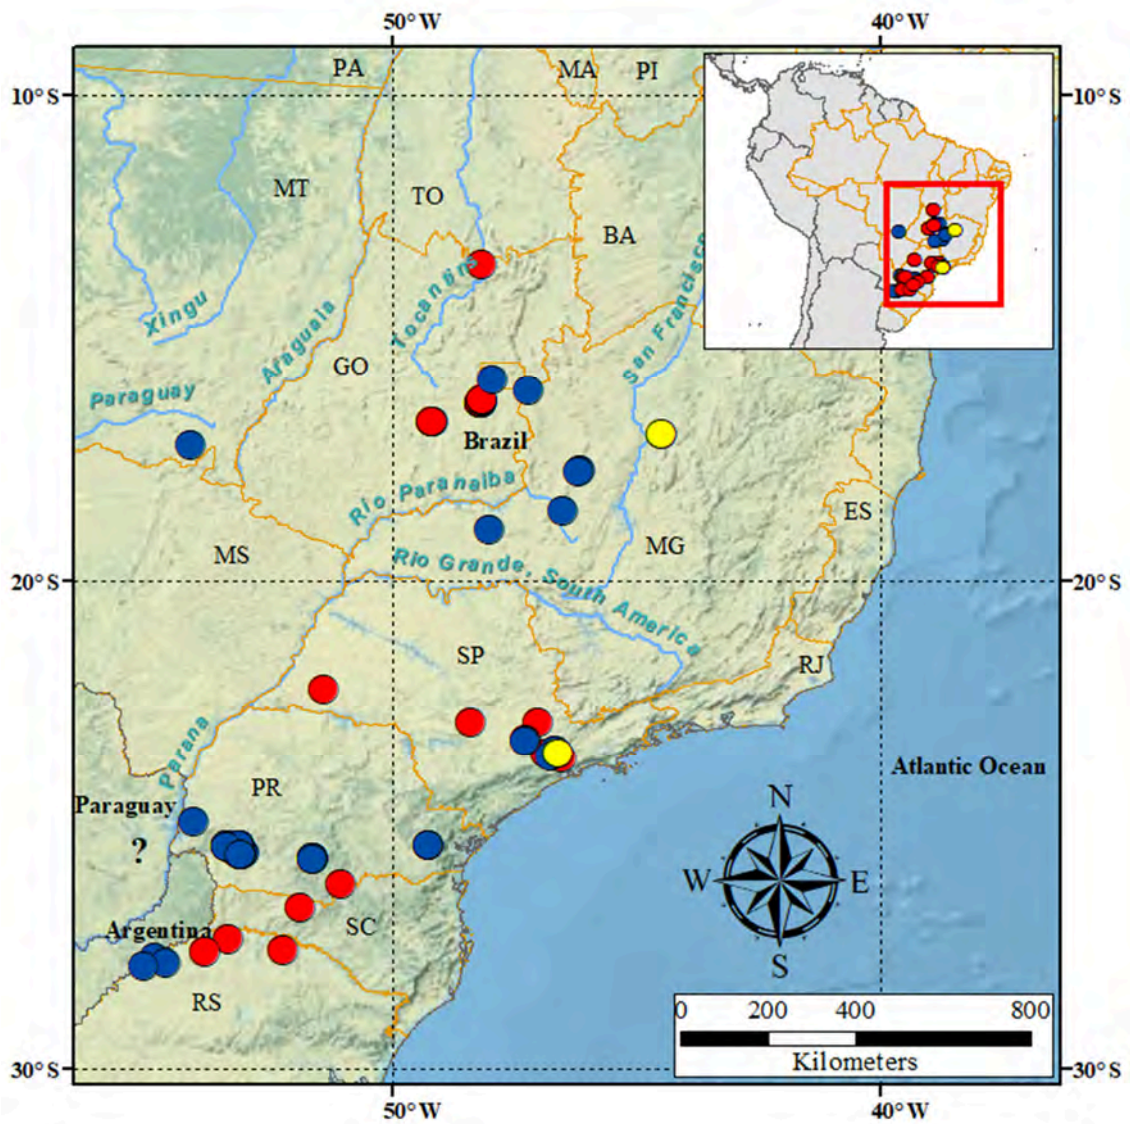 50°W 40°W
10°S 10°S
PA MA PI
MT TO BA
Xingu Araguaia Tocantins San Francisco
GO
Paraguay
Brazil
Rio Paranaiba
ES
MS MG
Rio Grande, South America
20°S 20°S
SP RJ
Parana
Atlantic Ocean
PR
Paraguay
?
N
W E
S
Argentina SC
RS
0 200 400 800
Kilometers
30°S 30°S
50°W 40°W